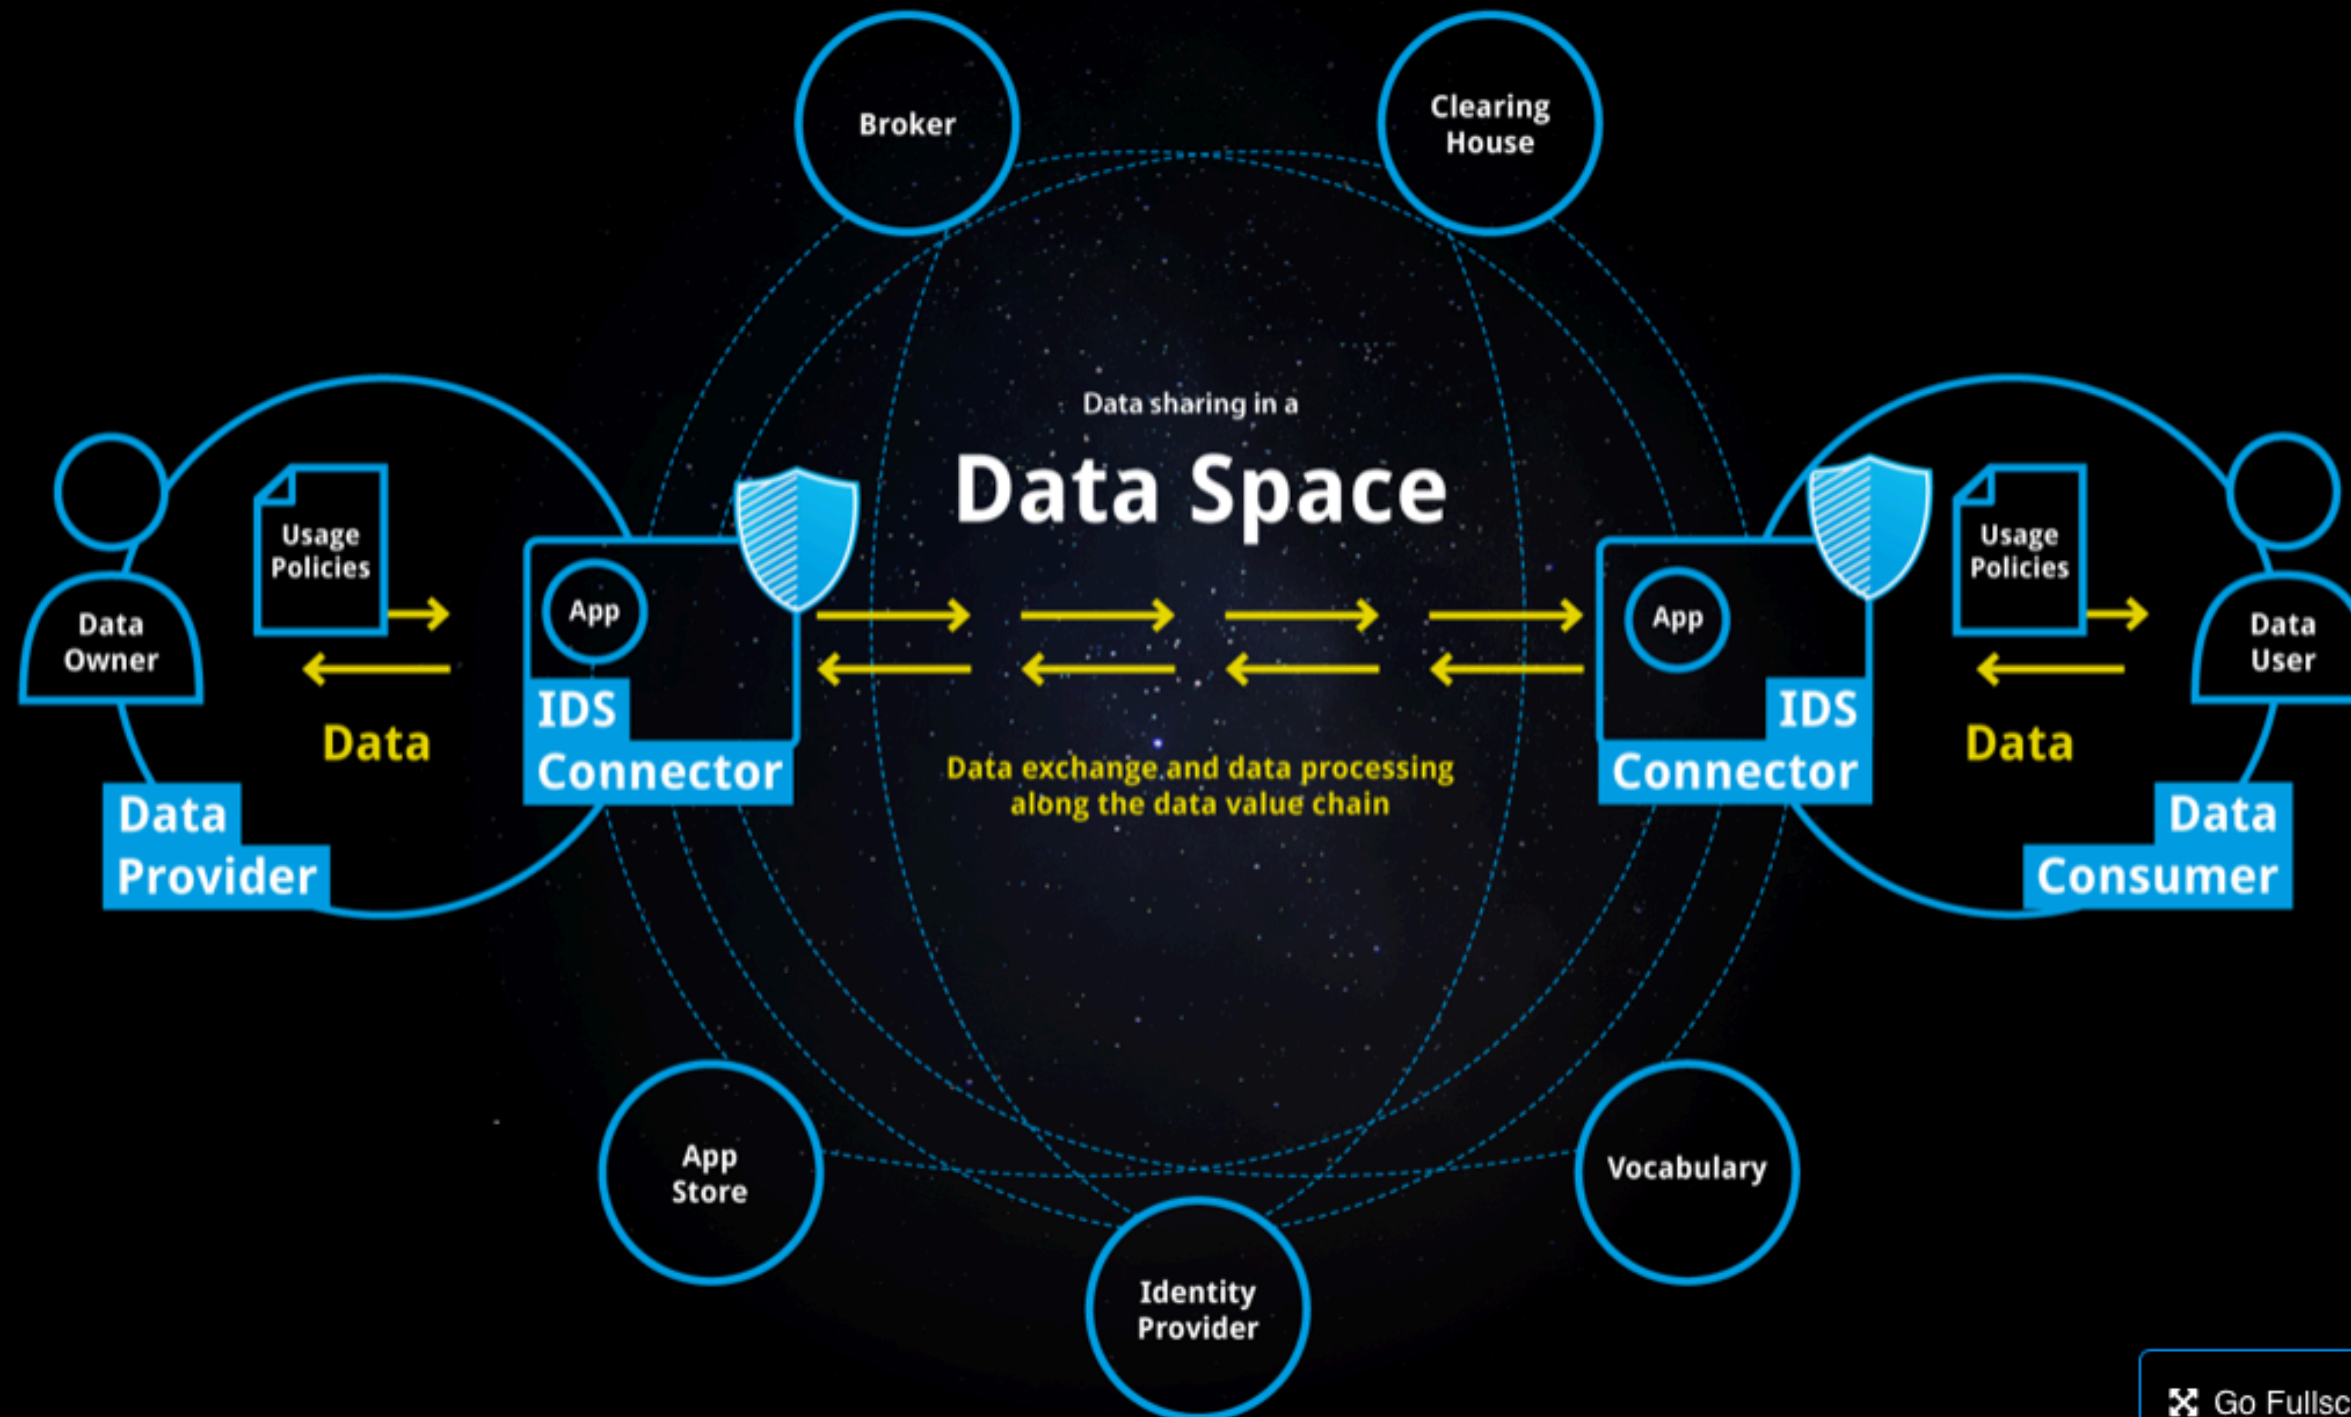 Broker
Clearing
House
Data sharing in a
Data Space
Usage
Policies
Data
Owner
Data
App
IDS
Connector
Data
Provider
Data exchange and data processing
along the data value chain
App
IDS
Connector
Usage
Policies
Data
User
Data
Data
Consumer
App
Store
Vocabulary
Identity
Provider
Go Fullsc